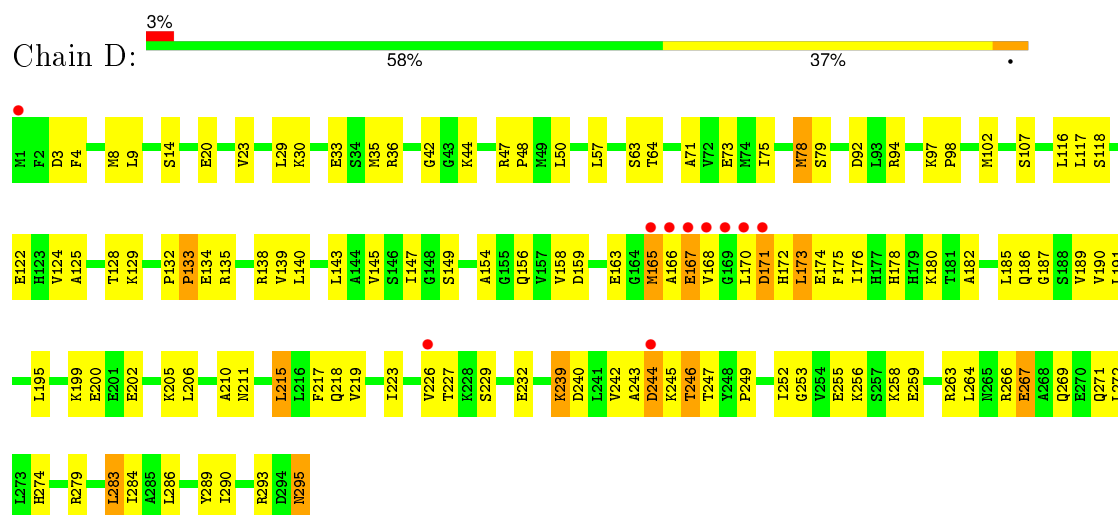 3%
Chain D:
58% 37% •
M1 P2 D3 F4 M8 L9 S14 E20 V23 L29 K30 E33 S34 M35 R36 G42 G43 K44 R47 P48 M49 L50 L57 S63 T64 A71 V72 E73 M74 I75 M78 S79 D92 L93 R94 K97 P98 M102 S107 L116 L117 S118
E122 H123 V124 A125 T128 K129 P132 P133 E134 R135 R138 V139 L140 L143 A144 V145 S146 I147 G148 S149 A154 G155 Q156 V157 V158 D159 E163 G164 M165 A166 E167 V168 G169 L170 D171 H172 L173 E174 F175 I176 H177 H178 H179 K180 T181 A182 L185 Q186 G187 S188 V189 V190 L191
L195 K199 E200 E201 E202 K205 L206 A210 N211 L215 L216 F217 Q218 V219 I223 V226 T227 K228 S229 E232 K239 D240 L241 V242 A243 D244 K245 T246 T247 Y248 P249 I252 G253 V254 E255 K256 S257 K258 E259 R263 L264 N265 R266 E267 A268 Q269 E270 Q271 L272
L273 H274 R279 L283 I284 A285 L286 Y289 I290 R293 D294 N295